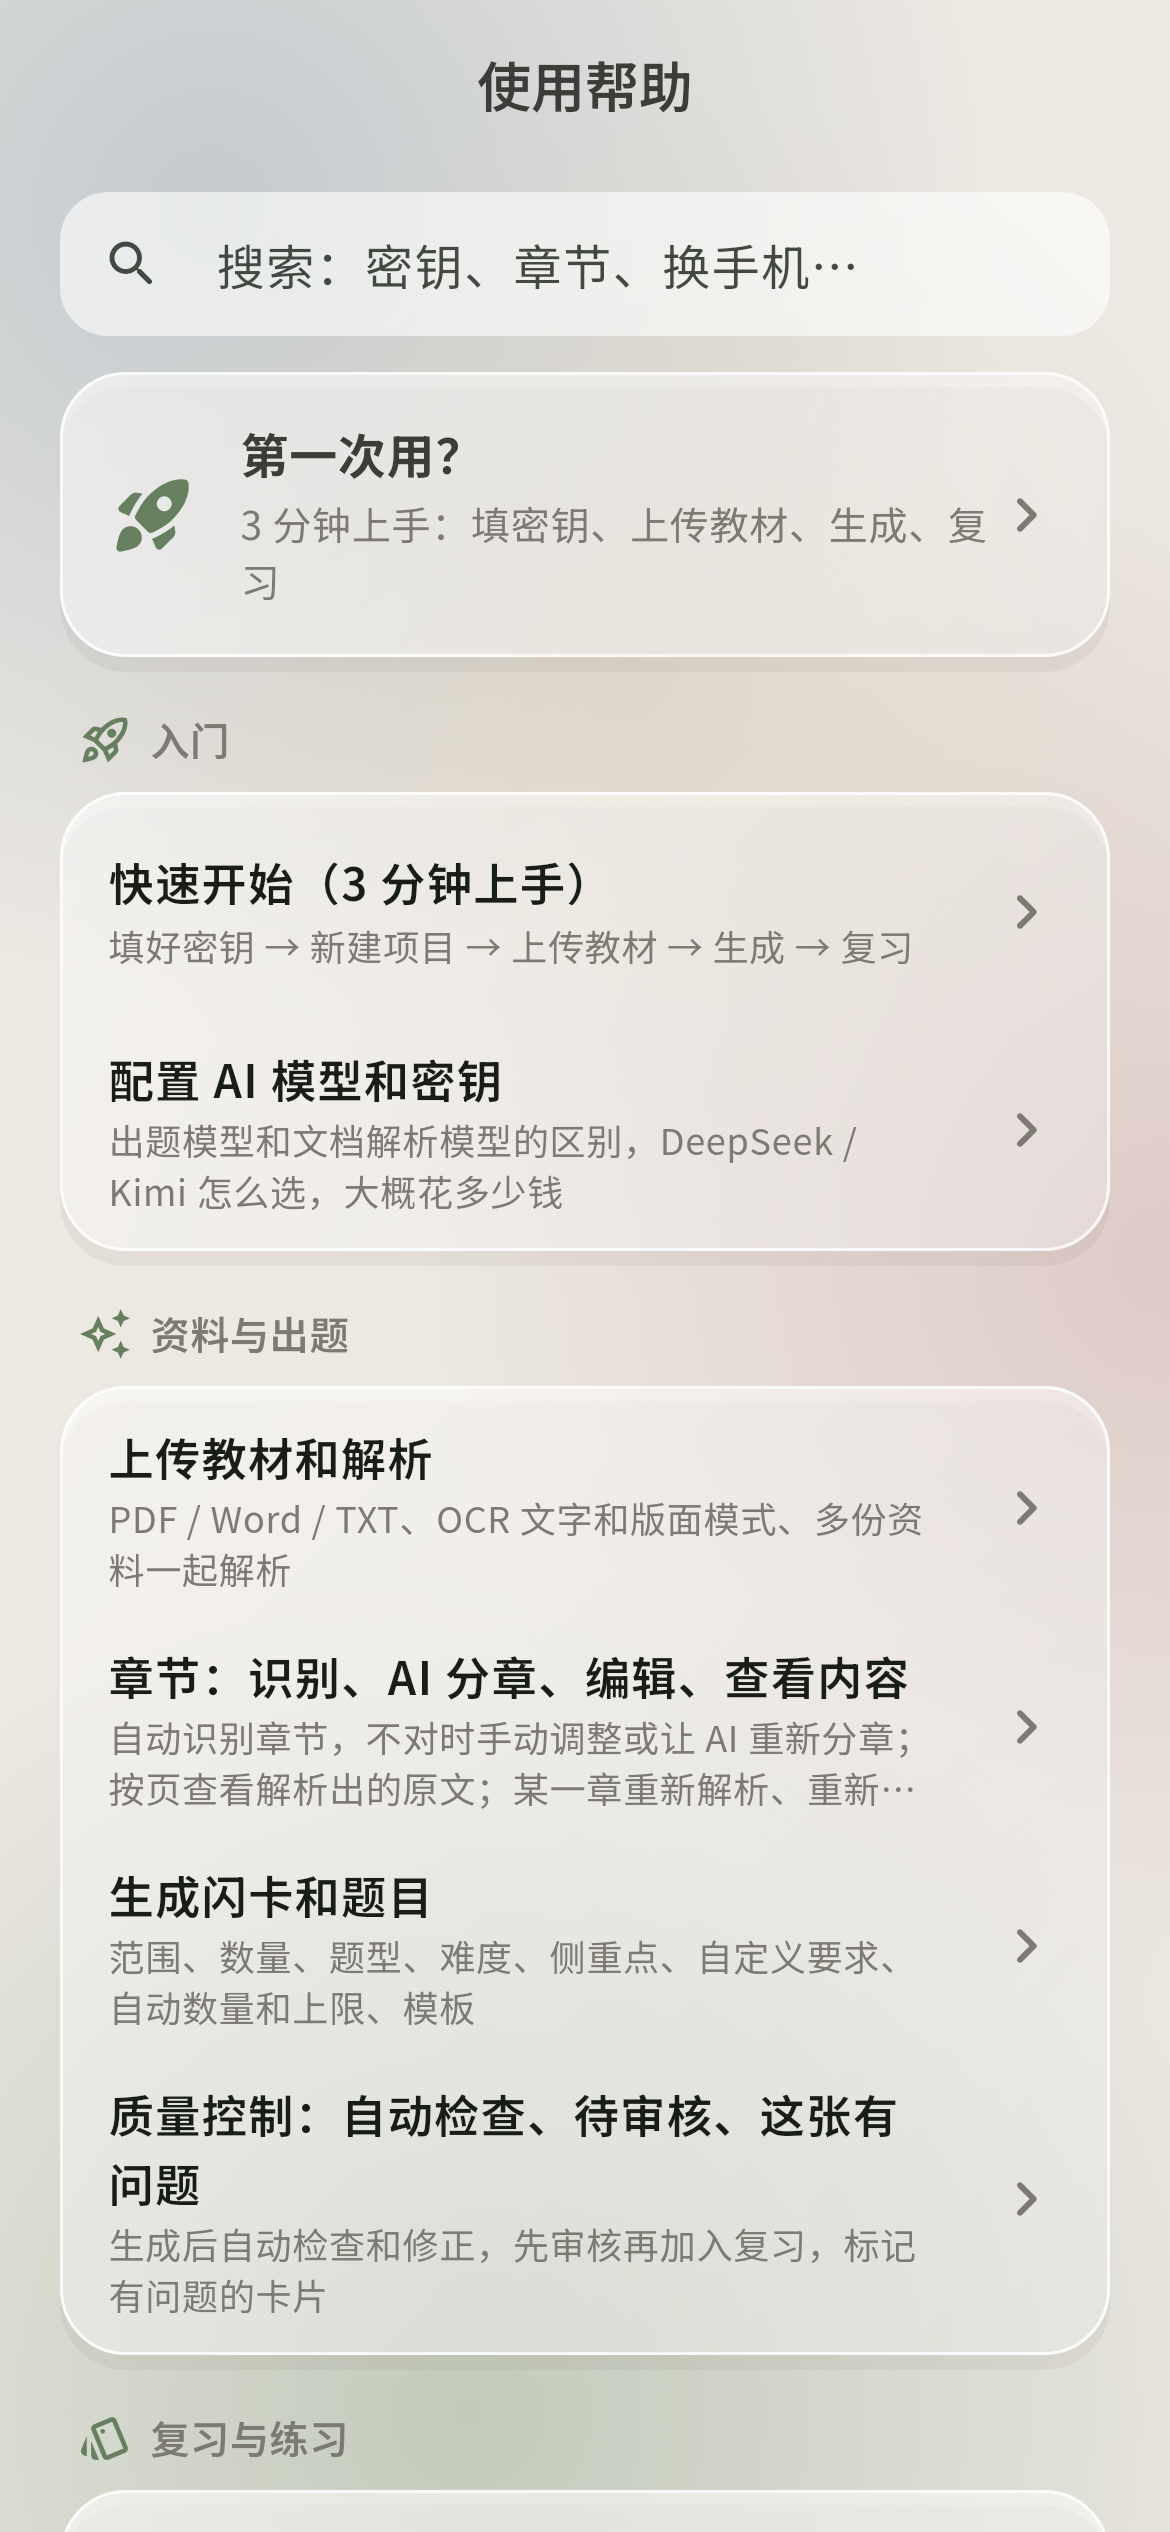 使用帮助
搜索：密钥、章节、换手机…
第一次用？
3 分钟上手：填密钥、上传教材、生成、复
习
入门
快速开始（3 分钟上手）
填好密钥 → 新建项目 → 上传教材 → 生成 → 复习
配置 AI 模型和密钥
出题模型和文档解析模型的区别，DeepSeek /
Kimi 怎么选，大概花多少钱
资料与出题
上传教材和解析
PDF / Word / TXT、OCR 文字和版面模式、多份资
料一起解析
章节：识别、AI 分章、编辑、查看内容
自动识别章节，不对时手动调整或让 AI 重新分章；
按页查看解析出的原文；某一章重新解析、重新…
生成闪卡和题目
范围、数量、题型、难度、侧重点、自定义要求、
自动数量和上限、模板
质量控制：自动检查、待审核、这张有
问题
生成后自动检查和修正，先审核再加入复习，标记
有问题的卡片
复习与练习